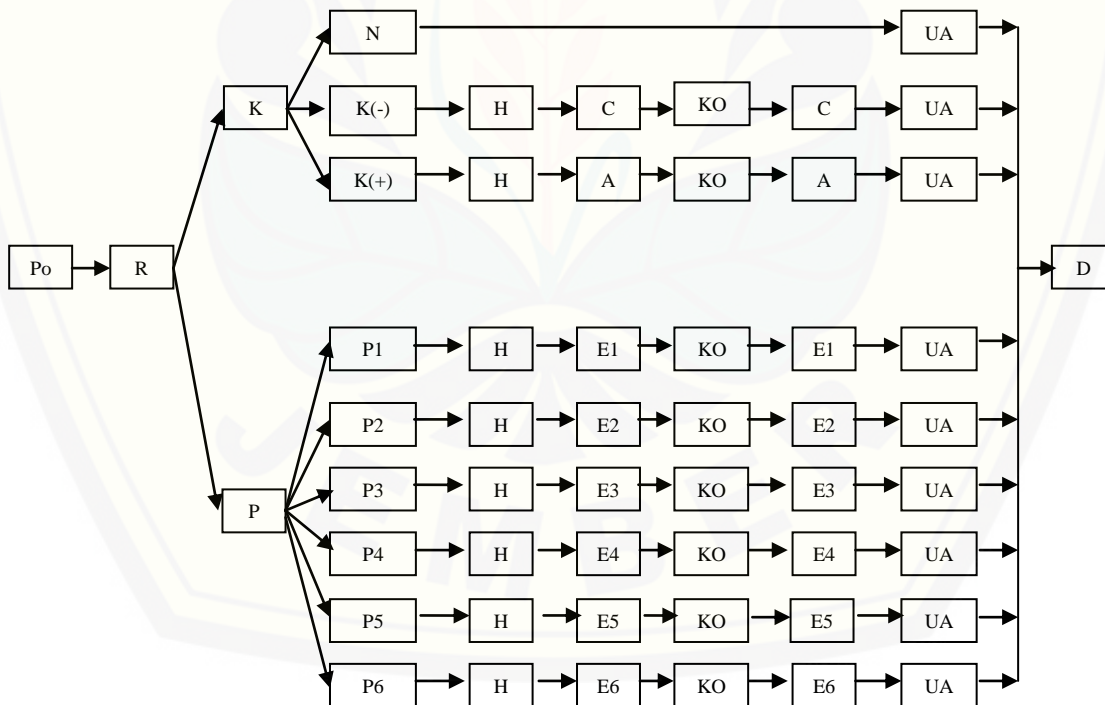 N UA
K K(-) H C KO C UA
K(+) H A KO A UA
Po R D
P1 H E1 KO E1 UA
P2 H E2 KO E2 UA
P3 H E3 KO E3 UA
P
P4 H E4 KO E4 UA
P5 H E5 KO E5 UA
P6 H E6 KO E6 UA
JEMBER